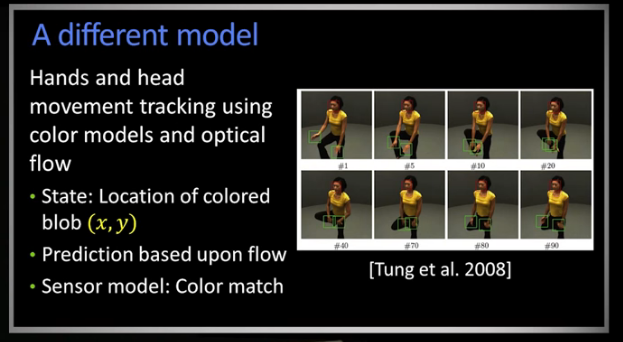 A different model
Hands and head
movement tracking using
color models and optical
flow
• State: Location of colored
blob (x, y)
• Prediction based upon flow
• Sensor model: Color match
#1 #5 #10 #20
#40 #70 #80 #90
[Tung et al. 2008]